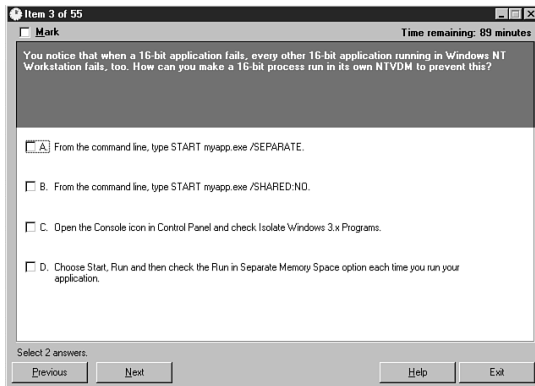 Item 3 of 55
Mark
Time remaining: 89 minutes
You notice that when a 16-bit application fails, every other 16-bit application running in Windows NT
Workstation fails, too. How can you make a 16-bit process run in its own NTVDM to prevent this?
A. From the command line, type START myapp.exe /SEPARATE.
B. From the command line, type START myapp.exe /SHARED:NO.
C. Open the Console icon in Control Panel and check Isolate Windows 3.x Programs.
D. Choose Start, Run and then check the Run in Separate Memory Space option each time you run your
application.
Select 2 answers.
Previous Next Help Exit